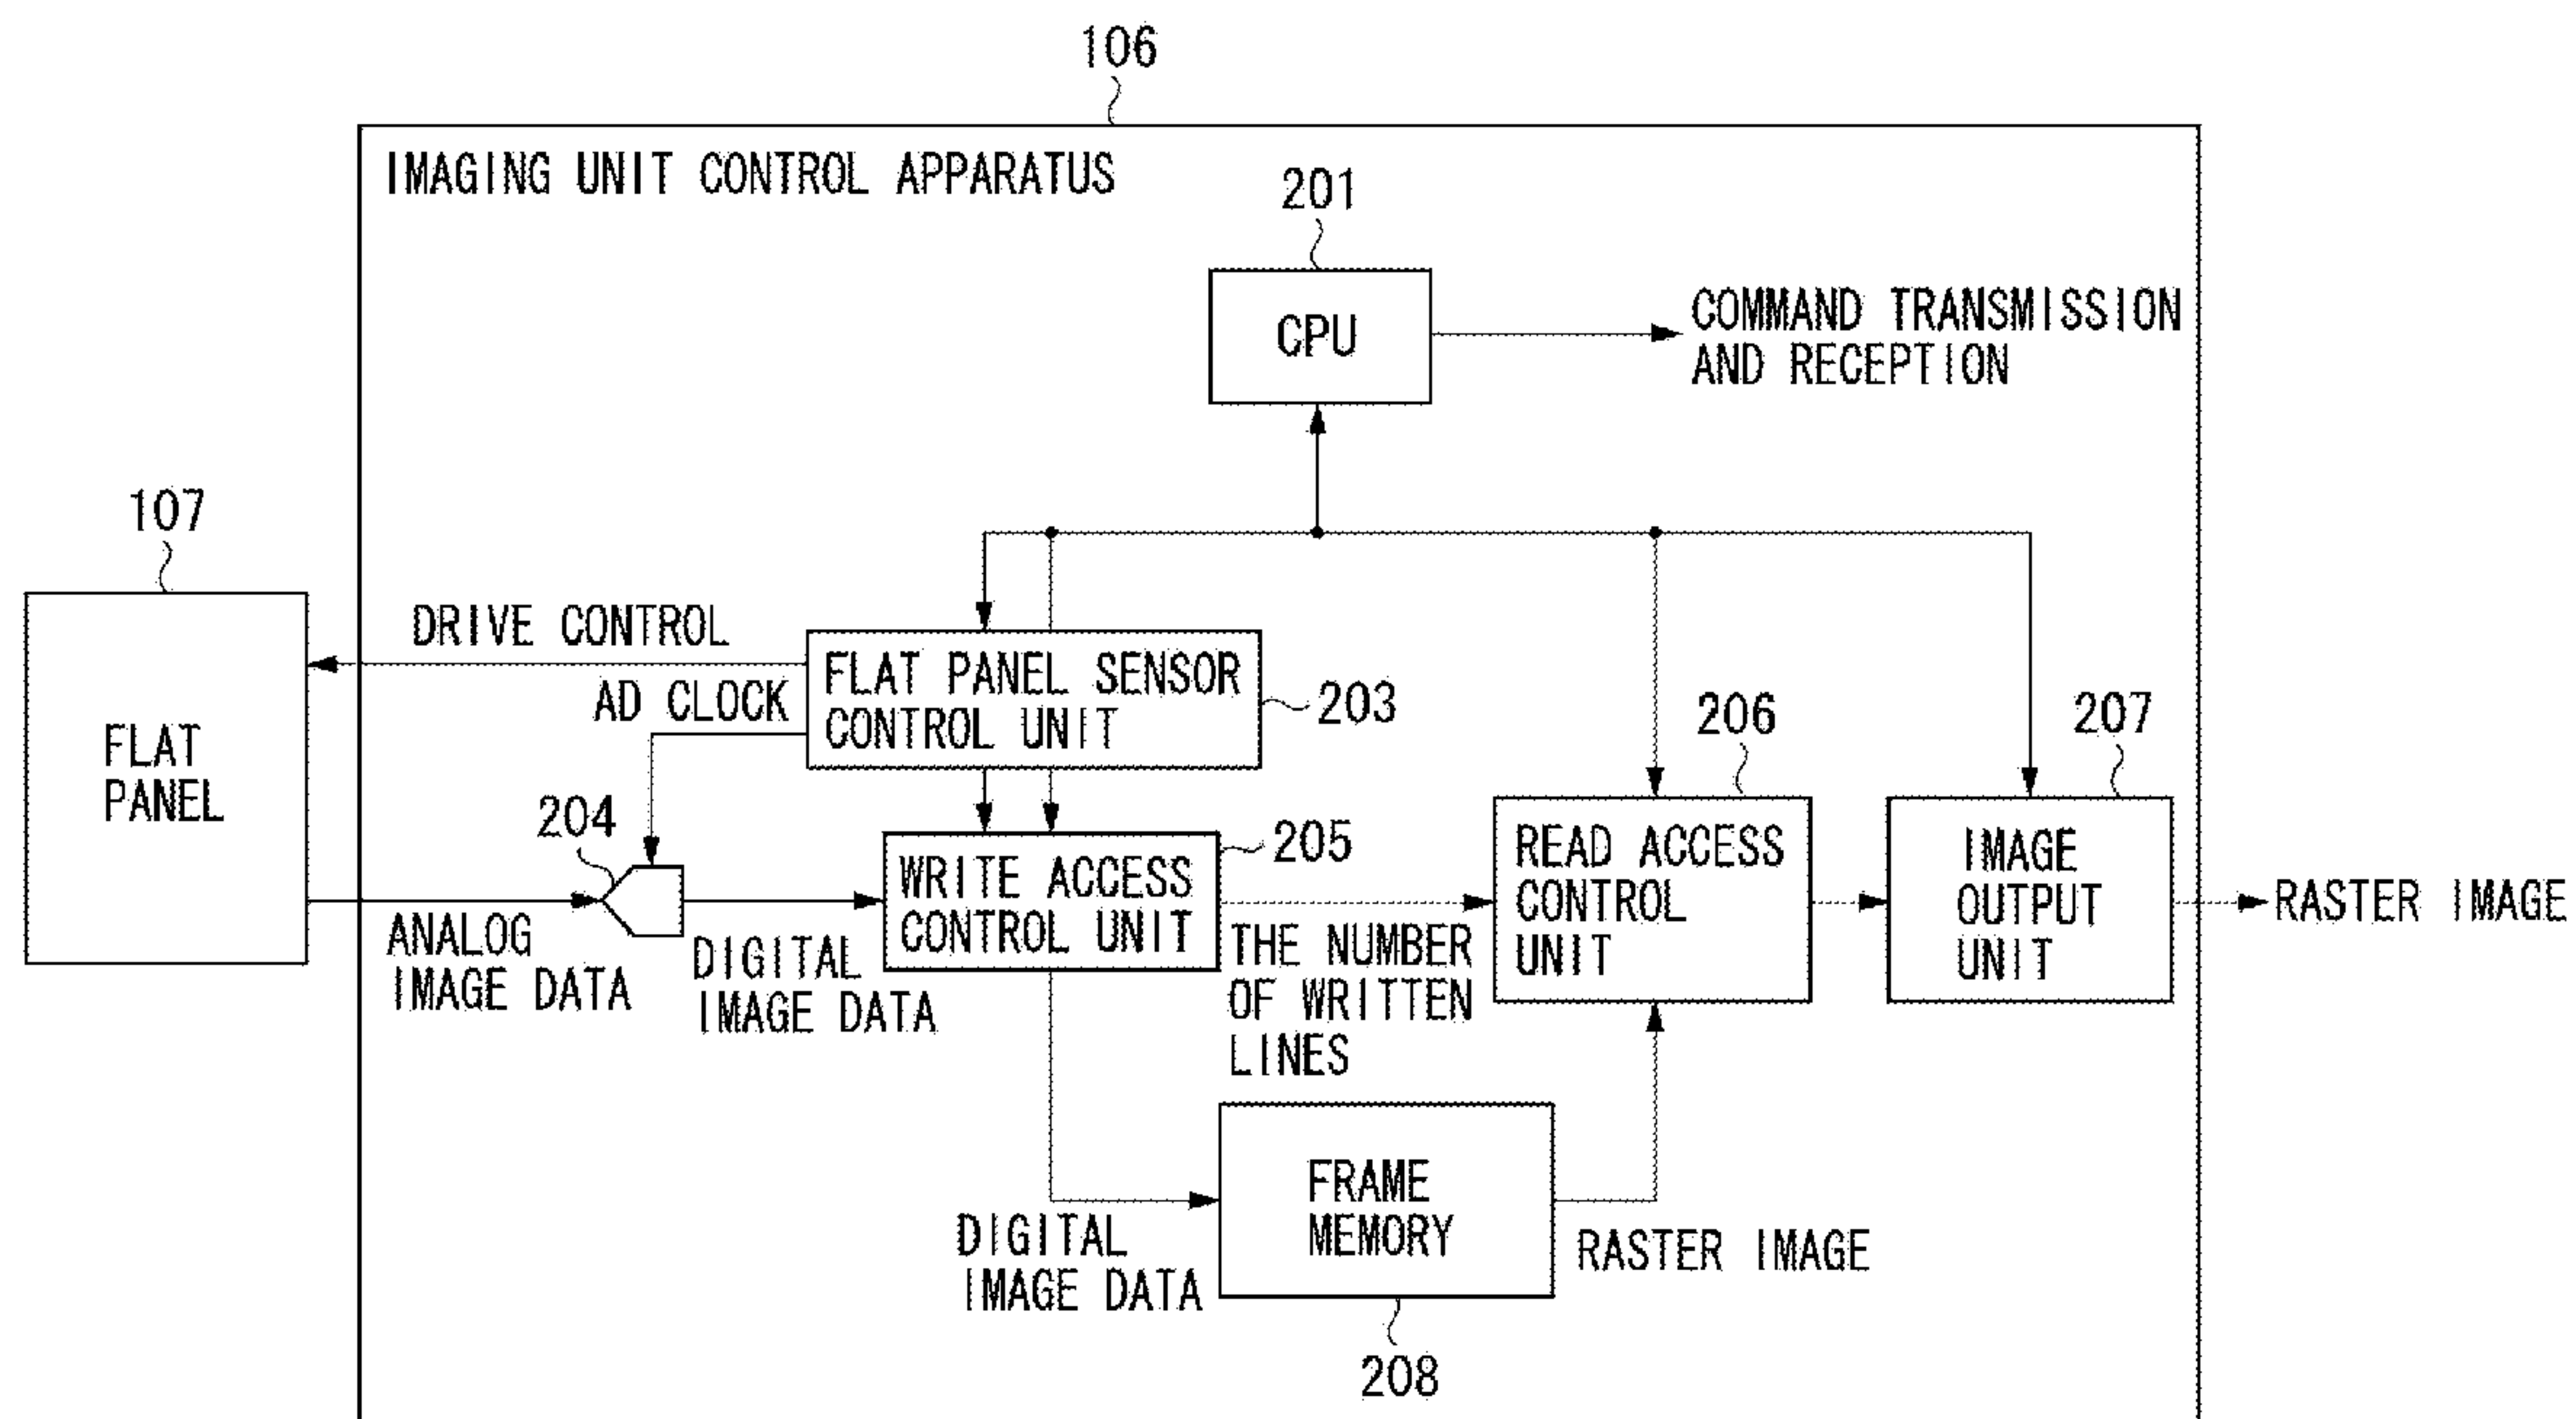 106
IMAGING UNIT CONTROL APPARATUS
201
CPU
COMMAND TRANSMISSION
AND RECEPTION
107
FLAT
PANEL
DRIVE CONTROL
AD CLOCK
FLAT PANEL SENSOR
CONTROL UNIT
203
204
ANALOG
IMAGE DATA
DIGITAL
IMAGE DATA
WRITE ACCESS
CONTROL UNIT
205
THE NUMBER
OF WRITTEN
LINES
206
READ ACCESS
CONTROL
UNIT
207
IMAGE
OUTPUT
UNIT
RASTER IMAGE
DIGITAL
IMAGE DATA
FRAME
MEMORY
RASTER IMAGE
208